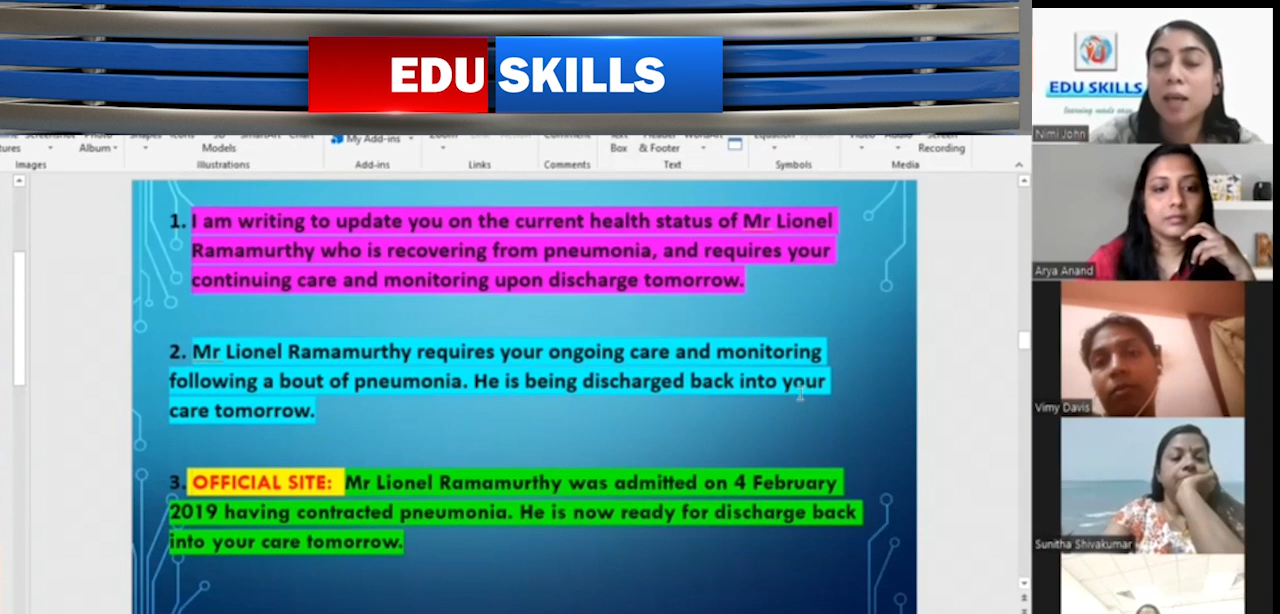 EDU SKILLS
EDU SKILLS
learning made easy
Nimi John
My Add-ins
Album
Models
Box
& Footer
Recording
Images
Illustrations
Add-ins
Links
Comments
Text
Symbols
Media
1. I am writing to update you on the current health status of Mr Lionel
Ramamurthy who is recovering from pneumonia, and requires your
continuing care and monitoring upon discharge tomorrow.
2. Mr Lionel Ramamurthy requires your ongoing care and monitoring
following a bout of pneumonia. He is being discharged back into your
care tomorrow.
3. OFFICIAL SITE: Mr Lionel Ramamurthy was admitted on 4 February
2019 having contracted pneumonia. He is now ready for discharge back
into your care tomorrow.
Arya Anand
Vimy Davis
Sunitha Shivakumar